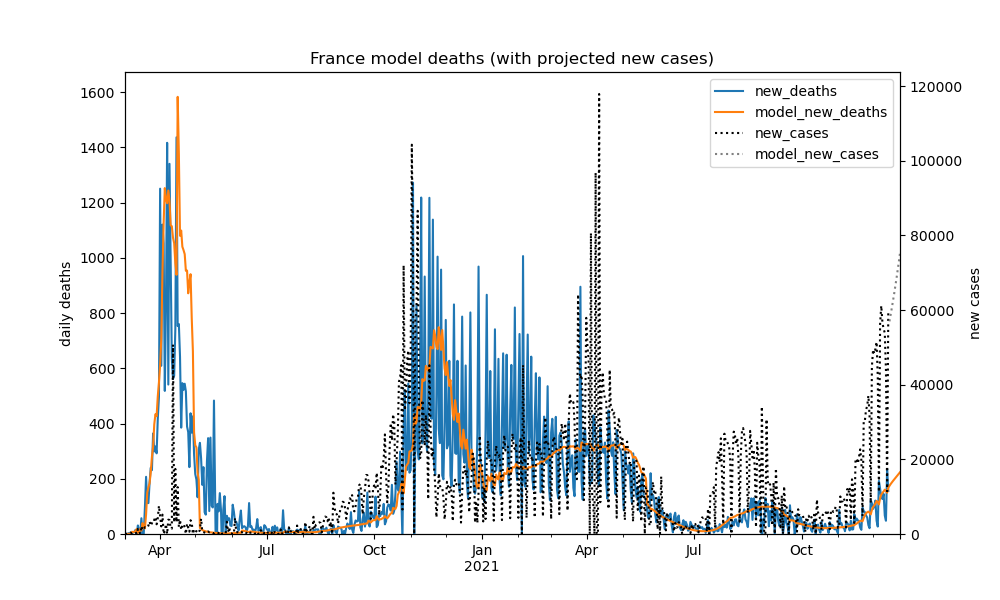 France model deaths (with projected new cases)
new_deaths
model_new_deaths
new_cases
model_new_cases
1600
1400
1200
1000
800
600
400
200
0
daily deaths
120000
100000
80000
60000
40000
20000
0
new cases
Apr
Jul
Oct
Jan
2021
Apr
Jul
Oct